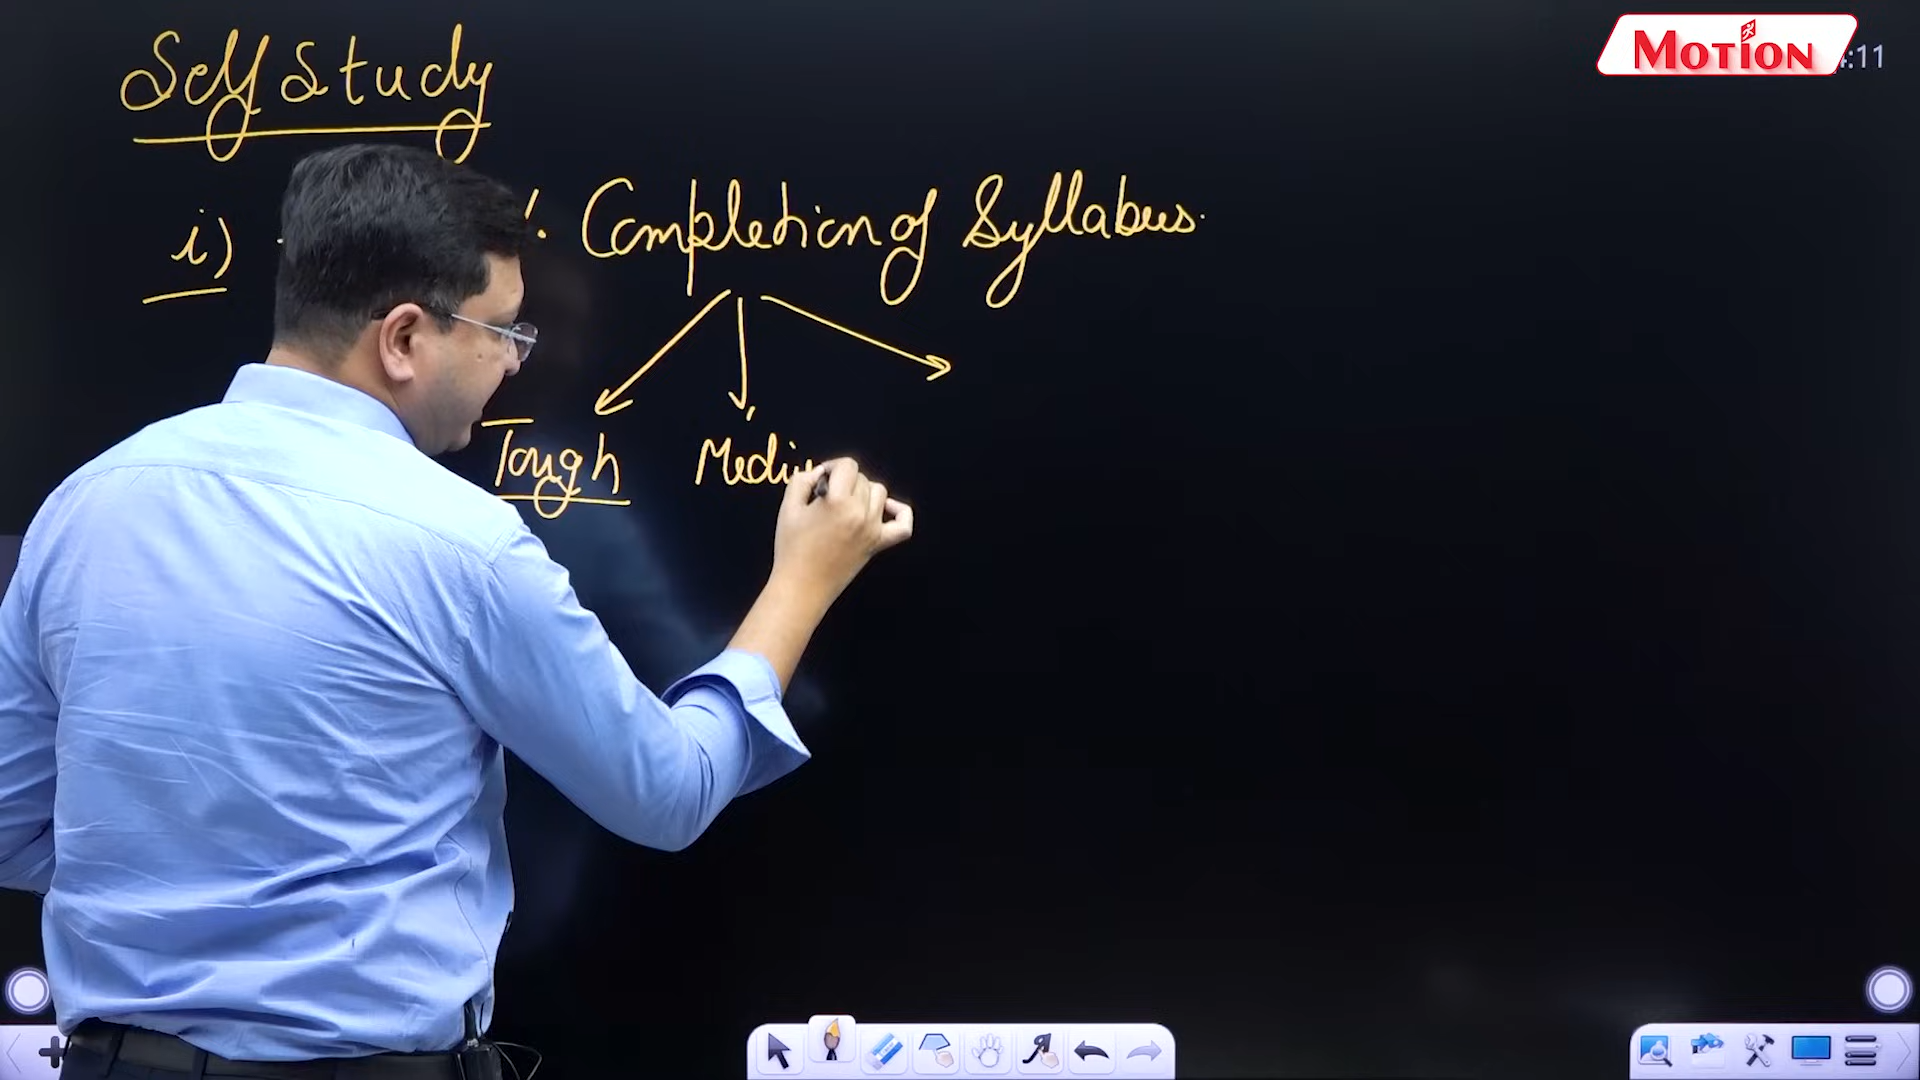 MOTION
:11
Self Study
i) % Completion of Syllabus.
Tough Mediu